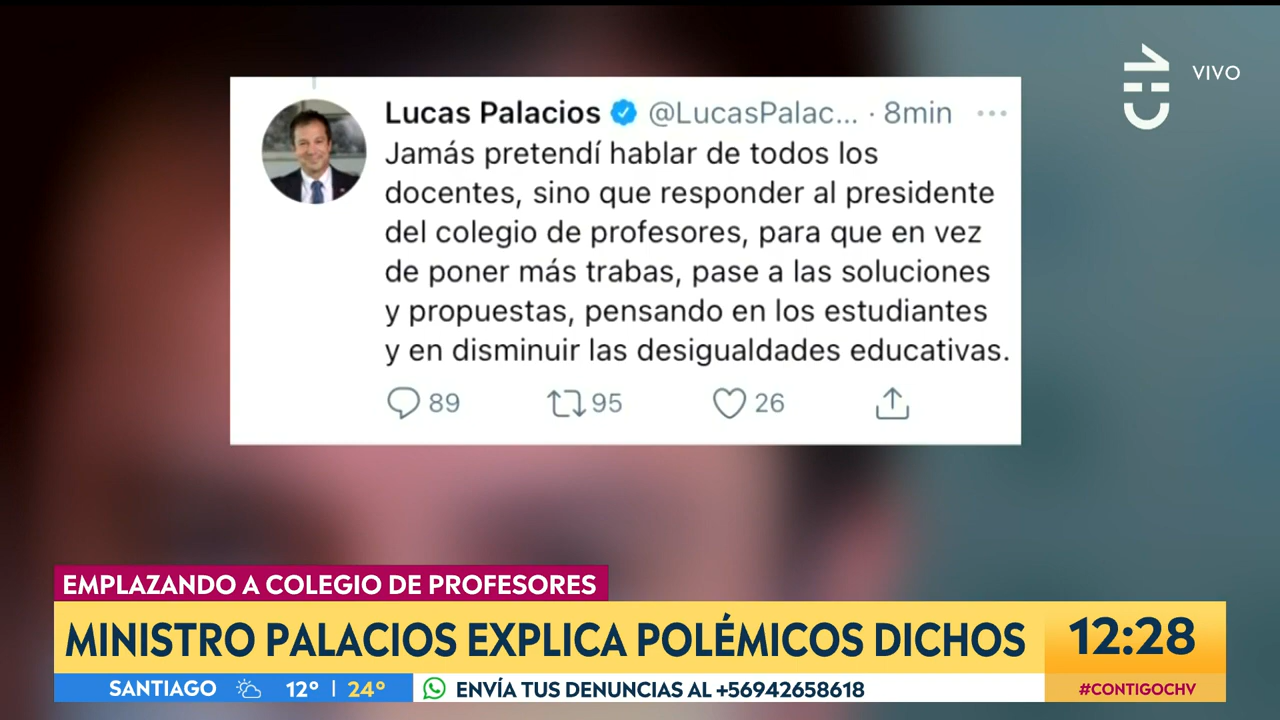 CHV VIVO
Lucas Palacios @LucasPalac... · 8min
Jamás pretendí hablar de todos los
docentes, sino que responder al presidente
del colegio de profesores, para que en vez
de poner más trabas, pase a las soluciones
y propuestas, pensando en los estudiantes
y en disminuir las desigualdades educativas.
89 95 26
EMPLAZANDO A COLEGIO DE PROFESORES
MINISTRO PALACIOS EXPLICA POLÉMICOS DICHOS
12:28
SANTIAGO 12° | 24° ENVÍA TUS DENUNCIAS AL +56942658618
#CONTIGOCHV